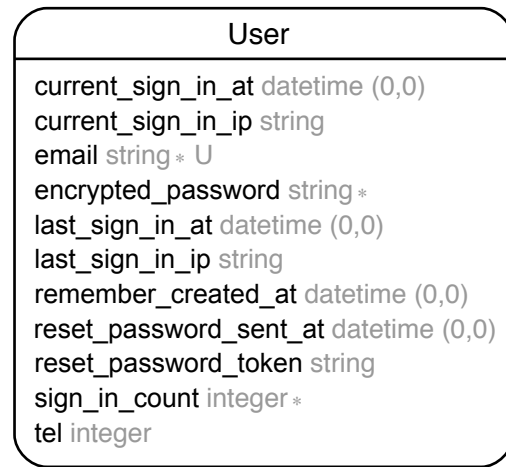 User
current_sign_in_at datetime (0,0)
current_sign_in_ip string
email string* U
encrypted_password string*
last_sign_in_at datetime (0,0)
last_sign_in_ip string
remember_created_at datetime (0,0)
reset_password_sent_at datetime (0,0)
reset_password_token string
sign_in_count integer*
tel integer